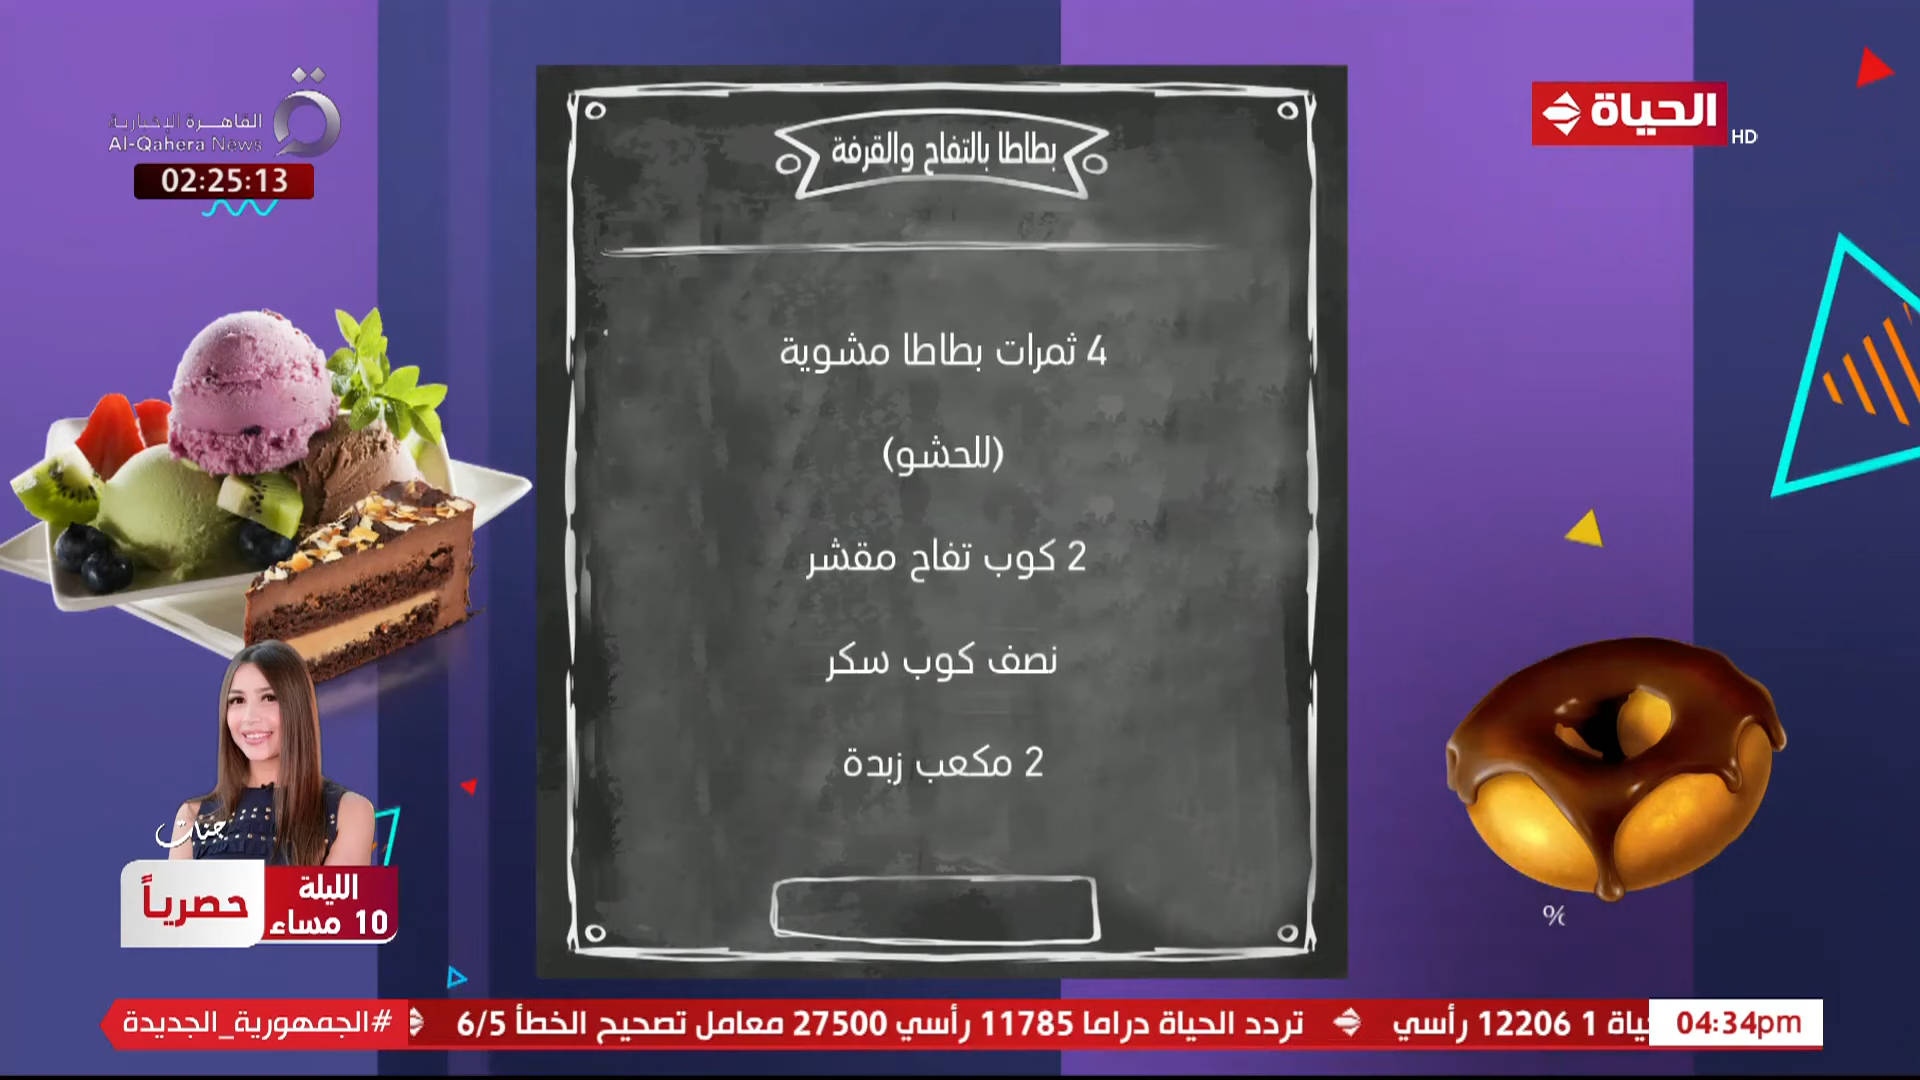 القاهرة الإخبارية
Al-Qahera News
02:25:13
الحياة
HD
بطاطا بالتفاح والقرفة
4 ثمرات بطاطا مشوية
(للحشو)
2 كوب تفاح مقشر
نصف كوب سكر
2 مكعب زبدة
جنات
الليلة
10 مساء
حصرياً
%
04:34pm
ياة 1 12206 رأسي
تردد الحياة دراما 11785 رأسي 27500 معامل تصحيح الخطأ 6/5
#الجمهورية_الجديدة